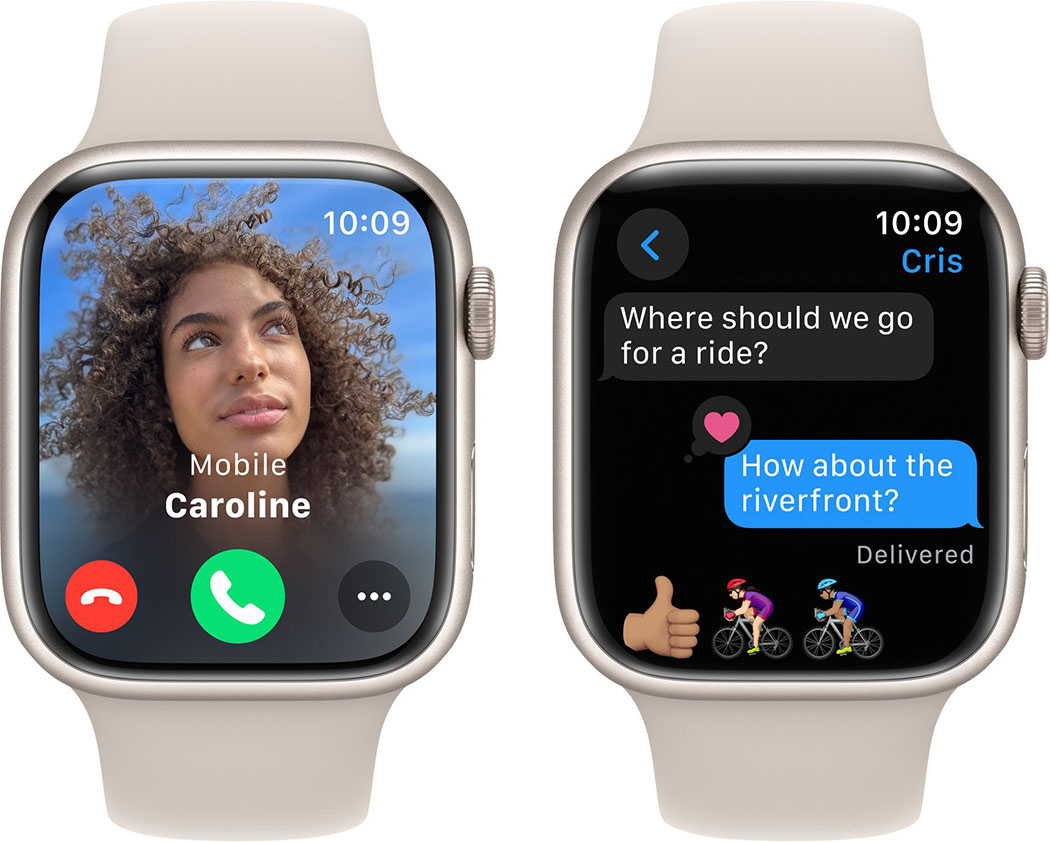 10:09
Mobile
Caroline
10:09
Cris
Where should we go
for a ride?
How about the
riverfront?
Delivered